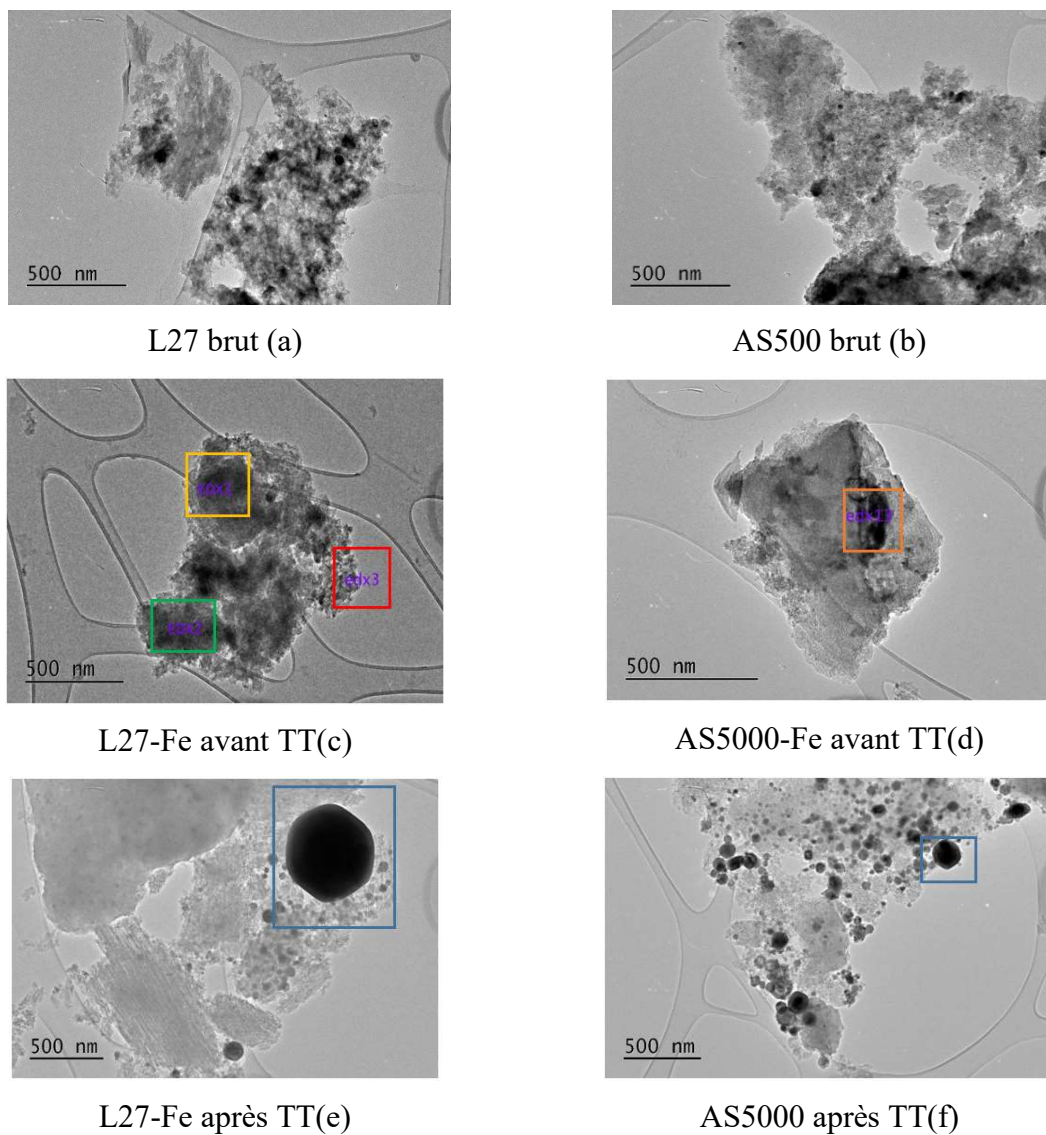 500 nm
500 nm
L27 brut (a)
AS500 brut (b)
edx1
edx3
edx2
500 nm
edx17
500 nm
L27-Fe avant TT(c)
AS5000-Fe avant TT(d)
500 nm
500 nm
L27-Fe après TT(e)
AS5000 après TT(f)